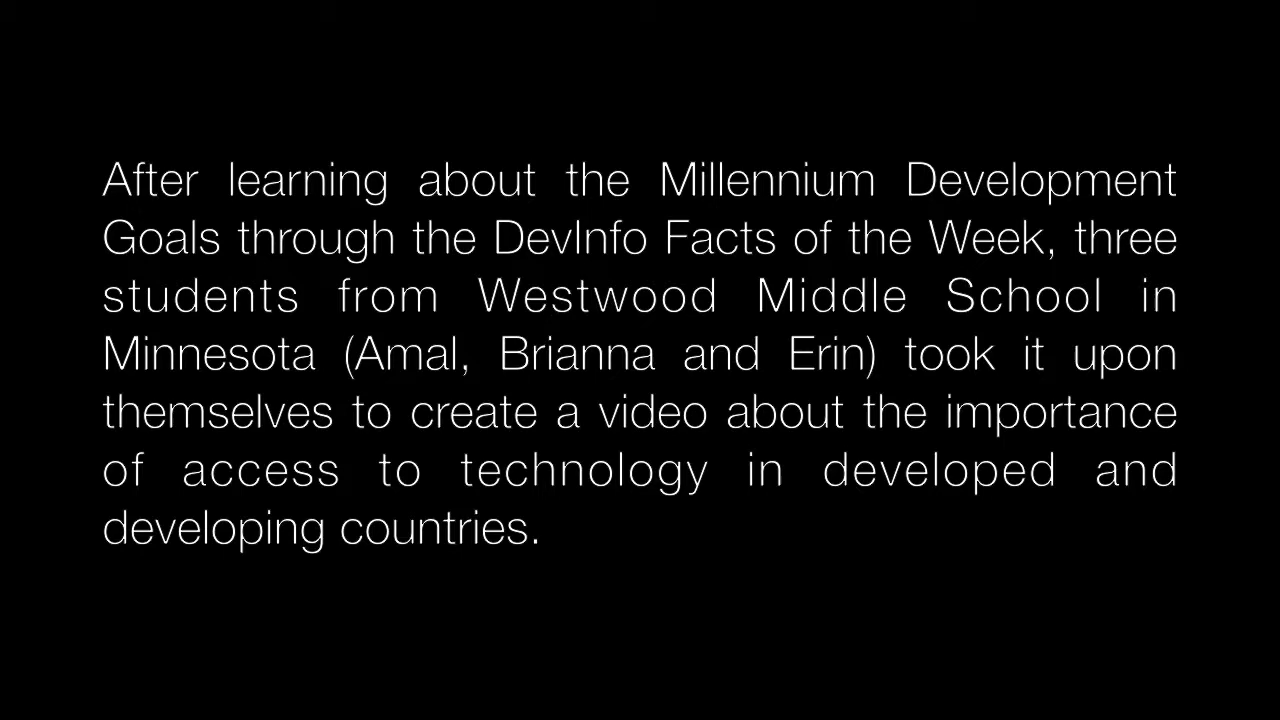 After learning about the Millennium Development
Goals through the DevInfo Facts of the Week, three
students from Westwood Middle School in
Minnesota (Amal, Brianna and Erin) took it upon
themselves to create a video about the importance
of access to technology in developed and
developing countries.